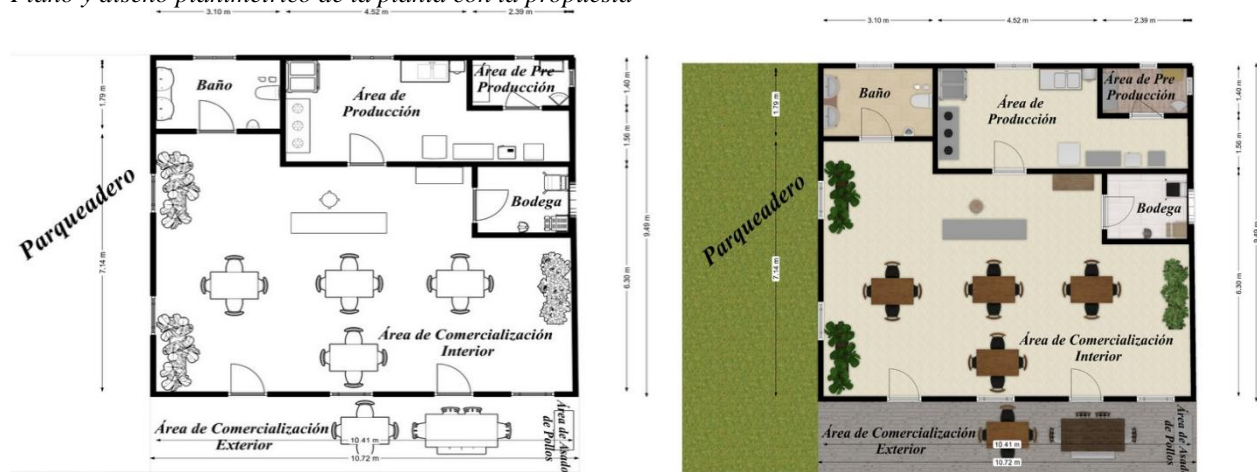 Plano y diseño planimétrico de la planta con la propuesta
3.10 m
4.52 m
2.39 m
Baño
Área de
Producción
Área de Pre
Producción
1.79 m
1.40 m
1.56 m
Parqueadero
Bodega
7.14 m
9.49 m
6.30 m
Área de Comercialización
Interior
Área de Comercialización
Exterior
10.41 m
10.72 m
Área de Asado
de Pollos
3.10 m
4.52 m
2.39 m
Baño
Área de
Producción
Área de Pre
Producción
1.79 m
1.40 m
1.56 m
Parqueadero
Bodega
7.14 m
9.49 m
6.30 m
Área de Comercialización
Interior
Área de Comercialización
Exterior
10.41 m
10.72 m
Área de Asado
de Pollos